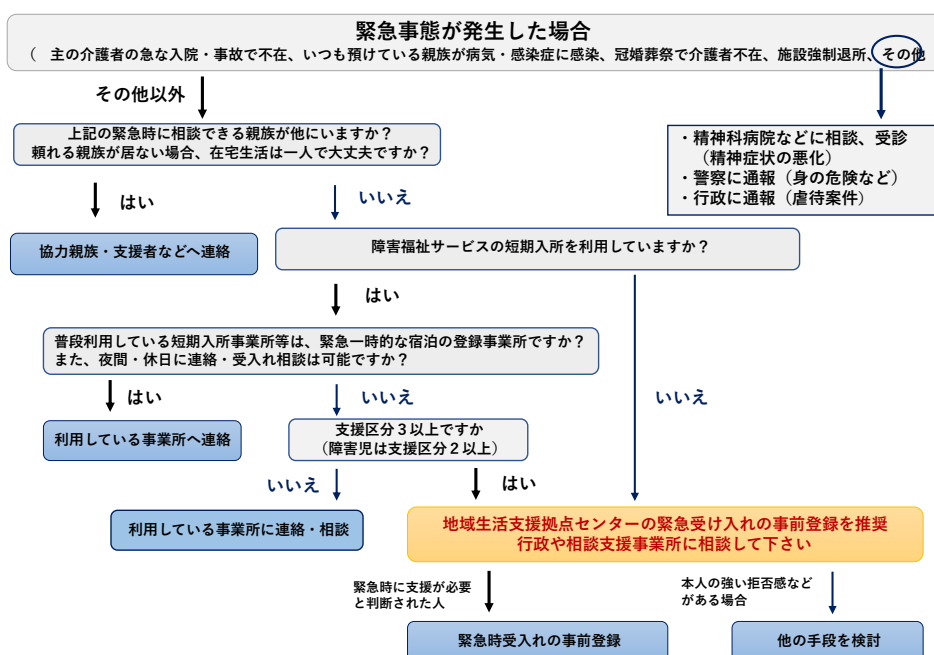 緊急事態が発生した場合
（　主の介護者の急な入院・事故で不在、いつも預けている親族が病気・感染症に感染、冠婚葬祭で介護者不在、施設強制退所、その他
その他以外
上記の緊急時に相談できる親族が他にいますか？
頼れる親族が居ない場合、在宅生活は一人で大丈夫ですか？
・精神科病院などに相談、受診
（精神症状の悪化）
・警察に通報（身の危険など）
・行政に通報（虐待案件）
はい
いいえ
協力親族・支援者などへ連絡
障害福祉サービスの短期入所を利用していますか？
はい
普段利用している短期入所事業所等は、緊急一時的な宿泊の登録事業所ですか？
また、夜間・休日に連絡・受入れ相談は可能ですか？
はい
いいえ
いいえ
利用している事業所へ連絡
支援区分３以上ですか
（障害児は支援区分２以上）
いいえ
はい
利用している事業所に連絡・相談
地域生活支援拠点センターの緊急受け入れの事前登録を推奨
行政や相談支援事業所に相談して下さい
緊急時に支援が必要
と判断された人
本人の強い拒否感など
がある場合
緊急時受入れの事前登録
他の手段を検討